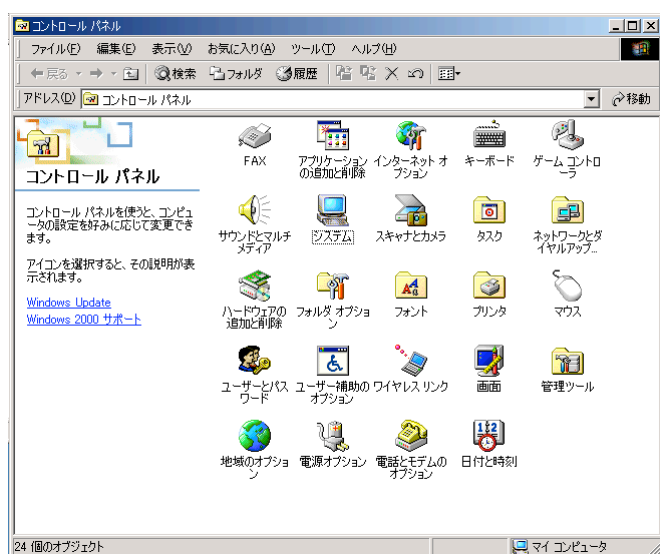 コントロール パネル
ファイル(F) 編集(E) 表示(V) お気に入り(A) ツール(T) ヘルプ(H)
戻る 検索 フォルダ 履歴
アドレス(D) コントロール パネル 移動
コントロール パネル
コントロール パネルを使うと、コンピュ
ータの設定を好みに応じて変更でき
ます。
アイコンを選択すると、その説明が表
示されます。
Windows Update
Windows 2000 サポート
FAX
アプリケーション
の追加と削除
インターネット オ
プション
キーボード
ゲーム コントロ
ーラ
サウンドとマルチ
メディア
システム
スキャナとカメラ
タスク
ネットワークとダ
イヤルアップ...
ハードウェアの
追加と削除
フォルダ オプショ
ン
フォント
プリンタ
マウス
ユーザーとパス
ワード
ユーザー補助の
オプション
ワイヤレス リンク
画面
管理ツール
地域のオプショ
ン
電源オプション
電話とモデムの
オプション
日付と時刻
24 個のオブジェクト
マイ コンピュータ